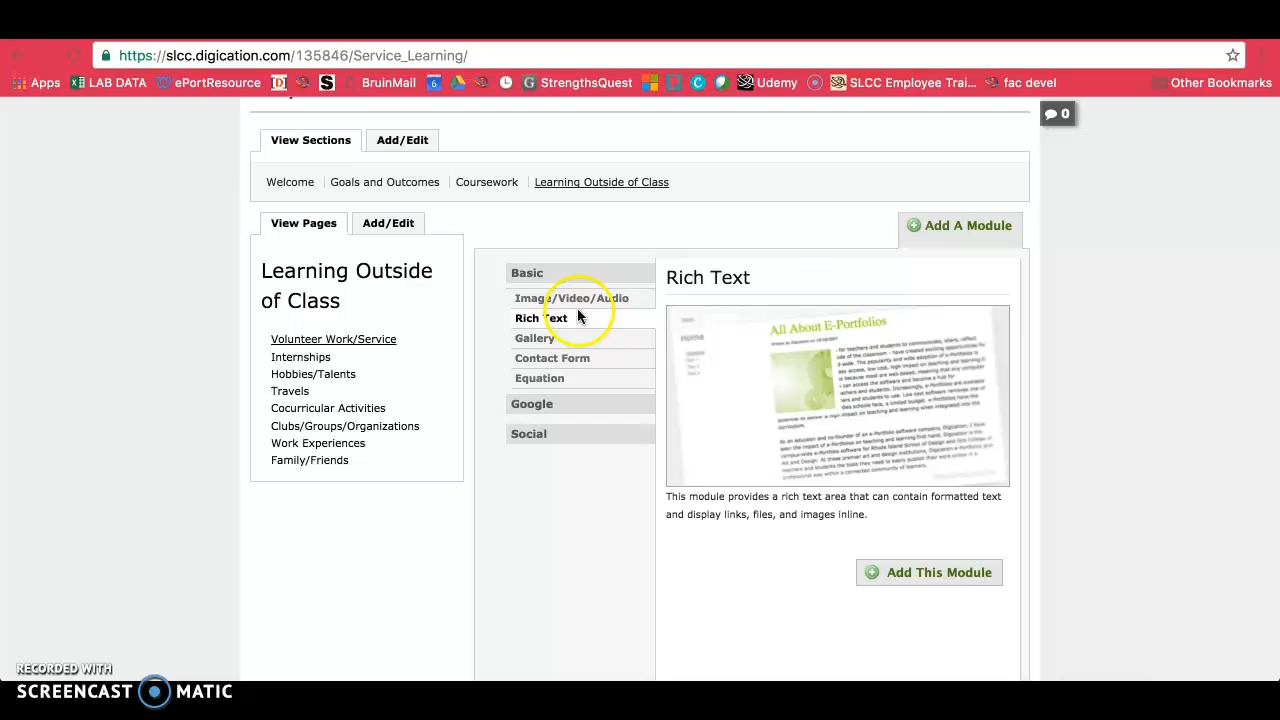 https://slcc.digication.com/135846/Service_Learning/
Apps LAB DATA ePortResource BruinMail StrengthsQuest Udemy SLCC Employee Trai... fac devel Other Bookmarks
0
View Sections Add/Edit
Welcome Goals and Outcomes Coursework Learning Outside of Class
View Pages Add/Edit
Add A Module
Learning Outside
of Class
Volunteer Work/Service
Internships
Hobbies/Talents
Travels
Cocurricular Activities
Clubs/Groups/Organizations
Work Experiences
Family/Friends
Basic
Image/Video/Audio
Rich Text
Gallery
Contact Form
Equation
Google
Social
Rich Text
All About E-Portfolios
This module provides a rich text area that can contain formatted text
and display links, files, and images inline.
Add This Module
RECORDED WITH
SCREENCAST MATIC